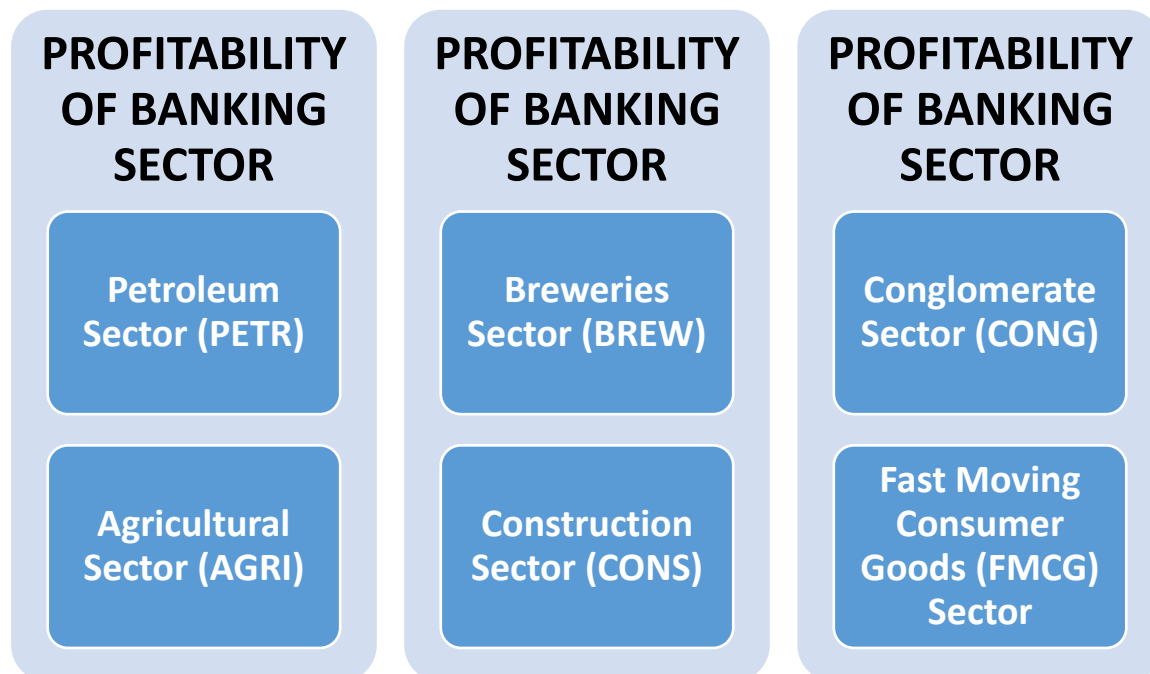 PROFITABILITY
OF BANKING
SECTOR
Petroleum
Sector (PETR)
Agricultural
Sector (AGRI)
PROFITABILITY
OF BANKING
SECTOR
Breweries
Sector (BREW)
Construction
Sector (CONS)
PROFITABILITY
OF BANKING
SECTOR
Conglomerate
Sector (CONG)
Fast Moving
Consumer
Goods (FMCG)
Sector